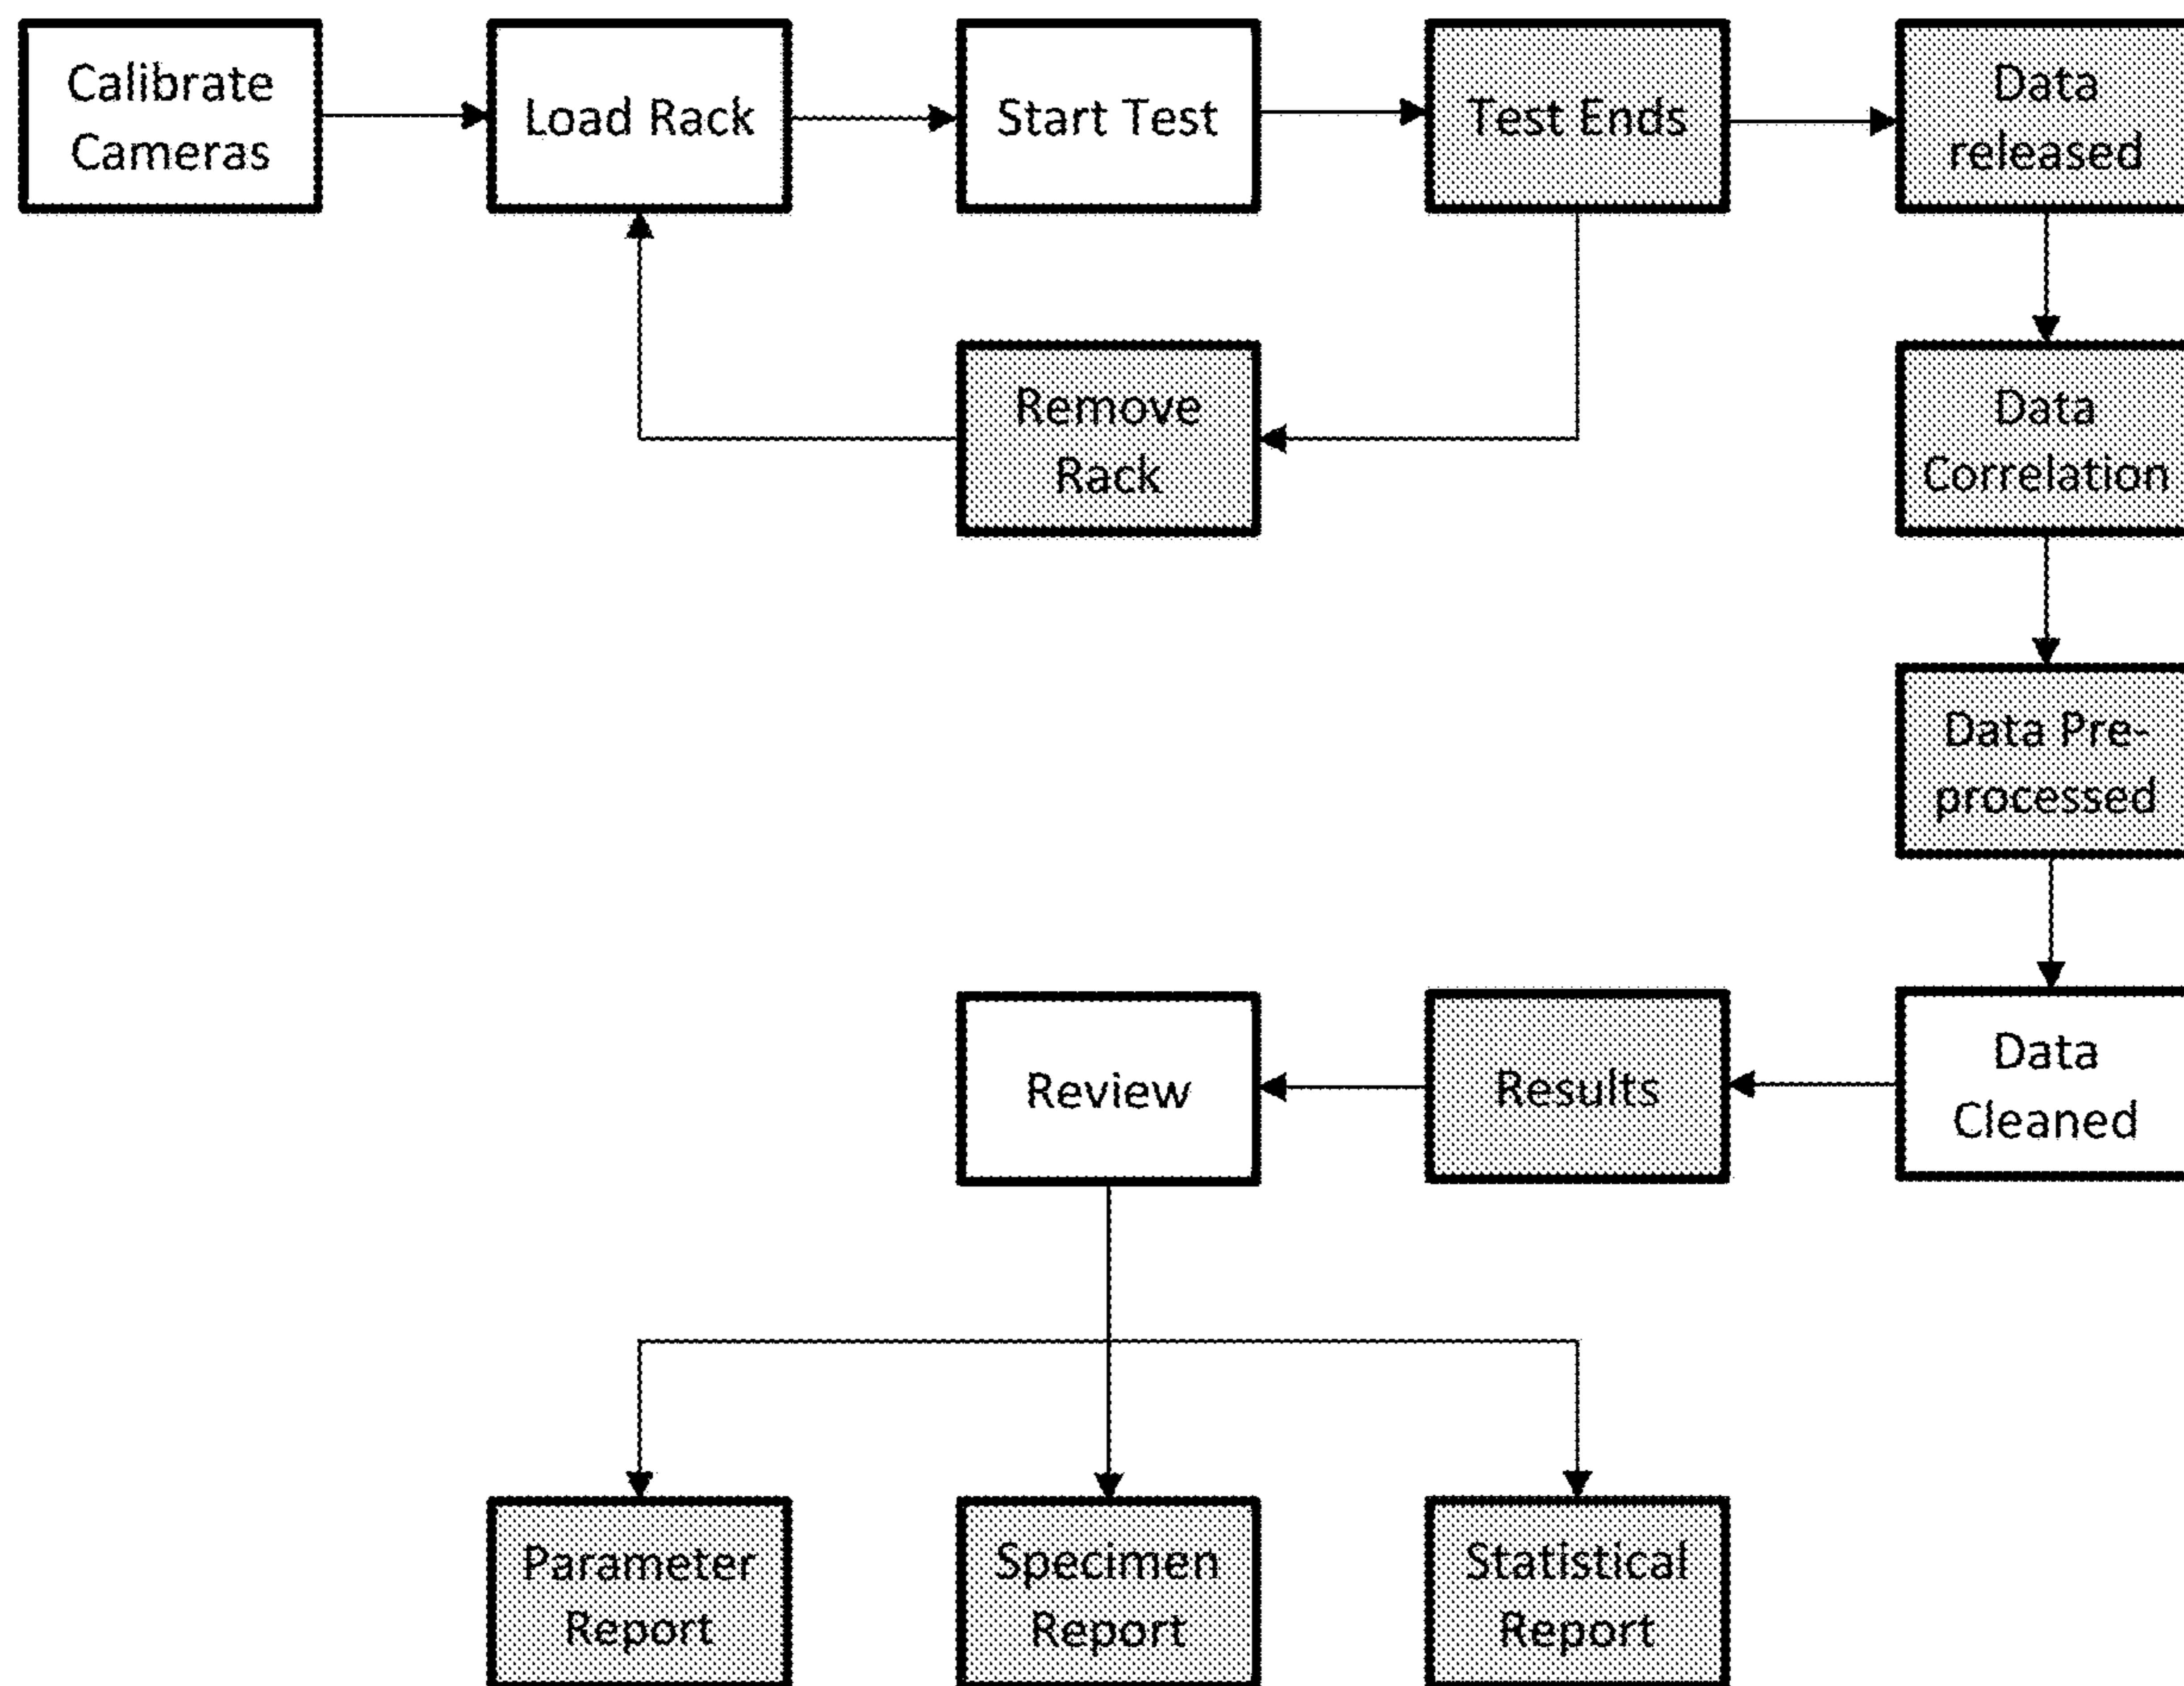 Calibrate
Cameras
Load Rack
Start Test
Test Ends
Data
released
Remove
Rack
Data
Correlation
Data Pre-
processed
Review
Results
Data
Cleaned
Parameter
Report
Specimen
Report
Statistical
Report